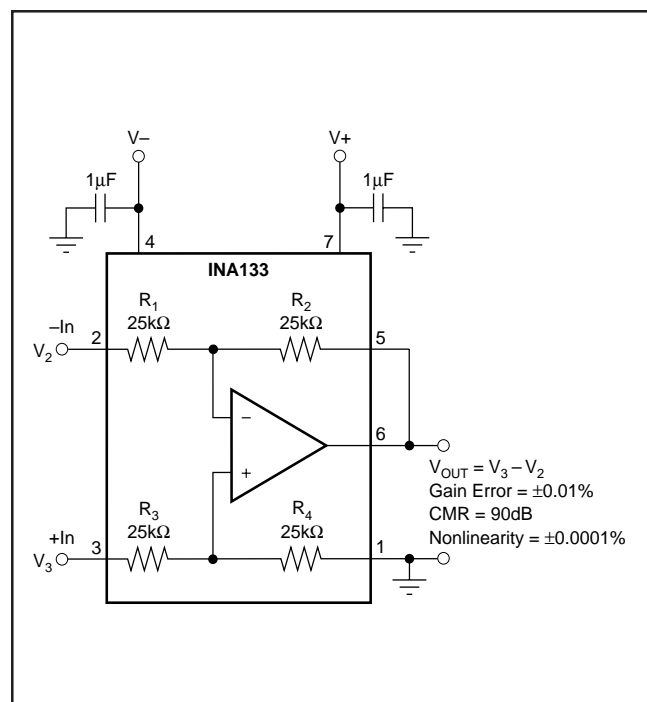 V– V+
1µF 1µF
4 7
INA133
R1 R2
–In 25kΩ 25kΩ
2 5
V2
–
6
+
VOUT = V3 – V2
Gain Error = ±0.01%
CMR = 90dB
Nonlinearity = ±0.0001%
R3 R4
+In 25kΩ 25kΩ
3 1
V3